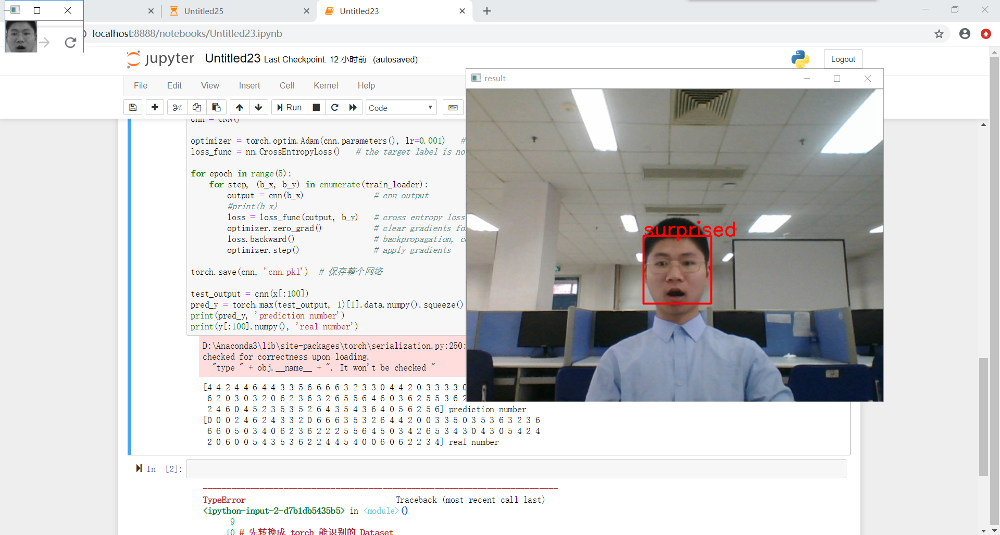 Untitled25
Untitled23
localhost:8888/notebooks/Untitled23.ipynb
jupyter Untitled23 Last Checkpoint: 12 小时前 (autosaved)
Logout
File Edit View Insert Cell Kernel Help
Run
Code
result
surprised
cnn = CNN()
optimizer = torch.optim.Adam(cnn.parameters(), lr=0.001) #
loss_func = nn.CrossEntropyLoss() # the target label is no
for epoch in range(5):
for step, (b_x, b_y) in enumerate(train_loader):
output = cnn(b_x) # cnn output
#print(b_x)
loss = loss_func(output, b_y) # cross entropy loss
optimizer.zero_grad() # clear gradients fo
loss.backward() # backpropagation, c
optimizer.step() # apply gradients
torch.save(cnn, 'cnn.pkl') # 保存整个网络
test_output = cnn(x[:100])
pred_y = torch.max(test_output, 1)[1].data.numpy().squeeze()
print(pred_y, 'prediction number')
print(y[:100].numpy(), 'real number')
D:\Anaconda3\lib\site-packages\torch\serialization.py:250:
checked for correctness upon loading.
"type " + obj.__name__ + ". It won't be checked "
[4 4 2 4 4 6 4 4 3 3 5 6 6 6 6 3 2 3 3 0 4 4 2 0 3 3 3 3 0
6 2 0 3 0 3 2 0 6 2 3 6 3 2 6 5 5 6 4 6 0 3 6 2 5 5 3 6 2
2 4 6 0 4 5 2 3 5 3 5 2 6 4 3 5 4 3 6 4 0 5 6 2 5 6] prediction number
[0 0 0 2 4 6 2 4 3 3 2 0 6 6 6 3 5 3 2 6 4 4 2 0 0 3 3 5 0 3 5 3 6 3 2 3 6
6 6 0 5 0 3 4 0 6 2 3 6 2 2 2 5 5 6 4 5 0 3 4 2 6 5 3 4 3 0 4 3 0 5 4 2 4
2 0 6 0 0 5 4 3 5 3 6 2 2 4 4 5 4 0 0 6 0 6 2 2 3 4] real number
In [2]:
TypeError Traceback (most recent call last)
<ipython-input-2-d7b1db5435b5> in <module>()
9
10 # 先转换成 torch 能识别的 Dataset